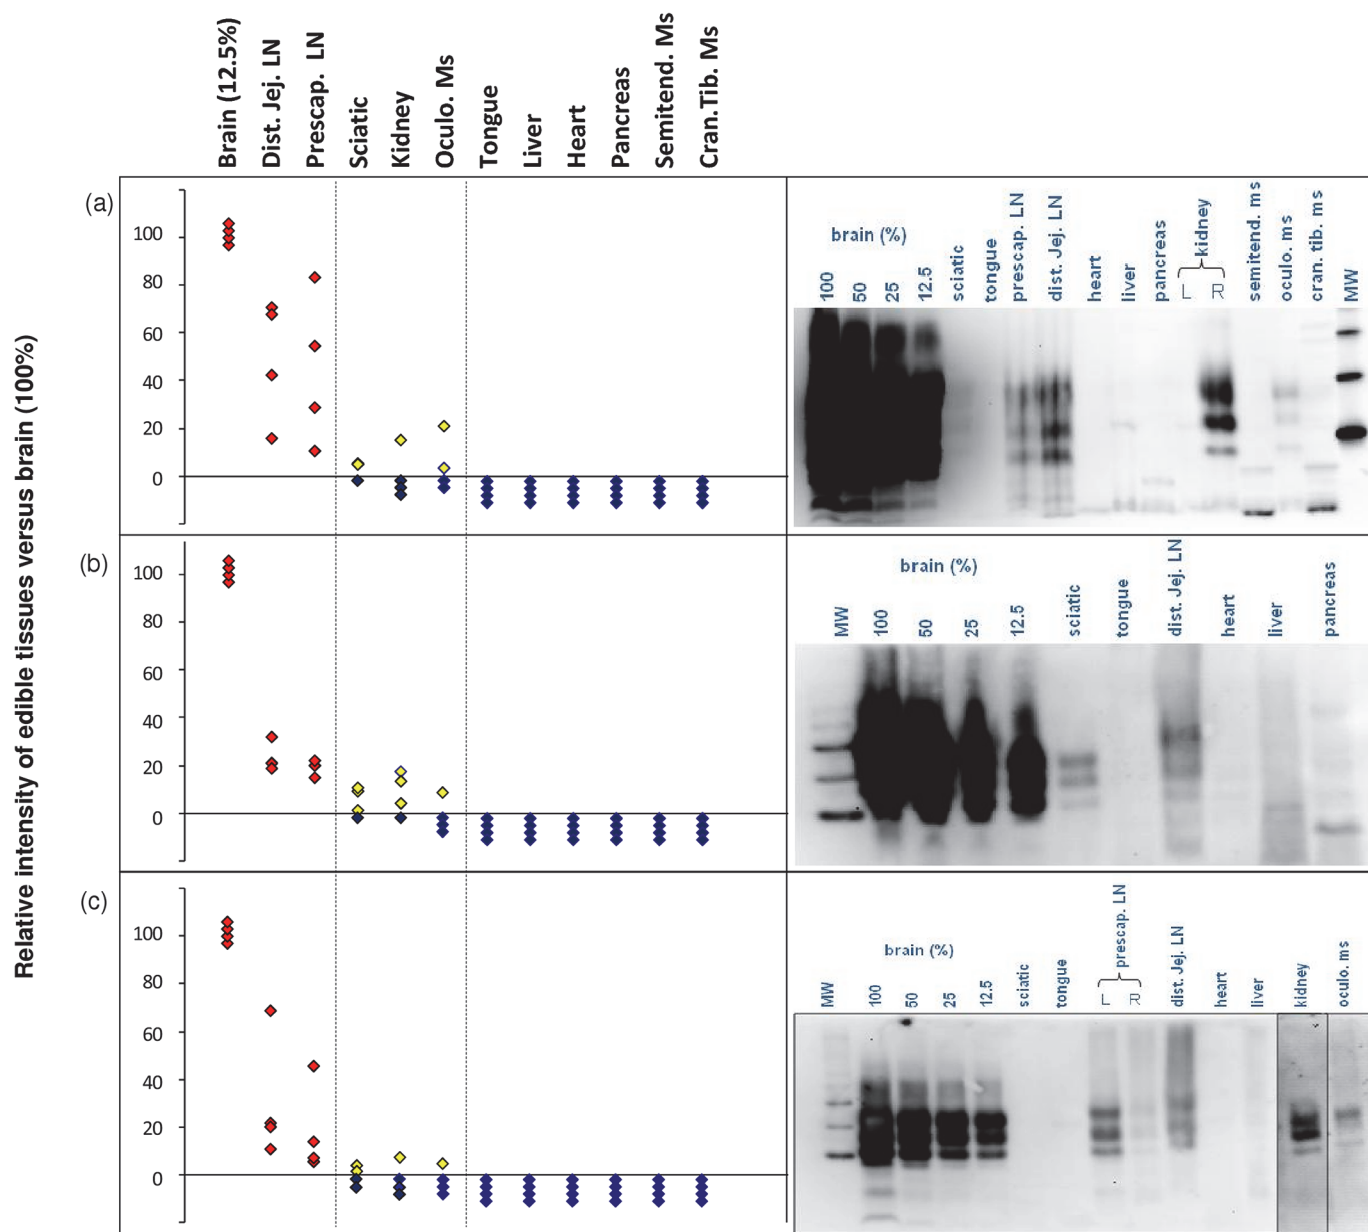 Relative intensity of edible tissues versus brain (100%)
Brain (12.5%)
Dist. Jej. LN
Prescap. LN
Sciatic
Kidney
Oculo. Ms
Tongue
Liver
Heart
Pancreas
Semitend. Ms
Cran.Tib. Ms
(a)
100
80
60
40
20
0
brain (%)
100
50
25
12.5
sciatic
tongue
prescap. LN
dist. Jej. LN
heart
liver
pancreas
kidney
L
R
semitend. ms
oculo. ms
cran. tib. ms
MW
(b)
100
80
60
40
20
0
brain (%)
MW
100
50
25
12.5
sciatic
tongue
dist. Jej. LN
heart
liver
pancreas
(c)
100
80
60
40
20
0
brain (%)
MW
100
50
25
12.5
sciatic
tongue
prescap. LN
L
R
dist. Jej. LN
heart
liver
kidney
oculo. ms